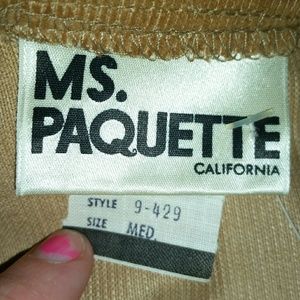 MS.
PAQUETTE
CALIFORNIA
STYLE 9-429
SIZE MED.